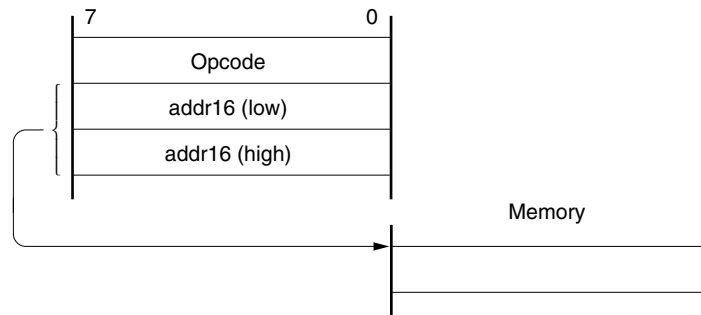 7 0
Opcode
addr16 (low)
addr16 (high)
Memory